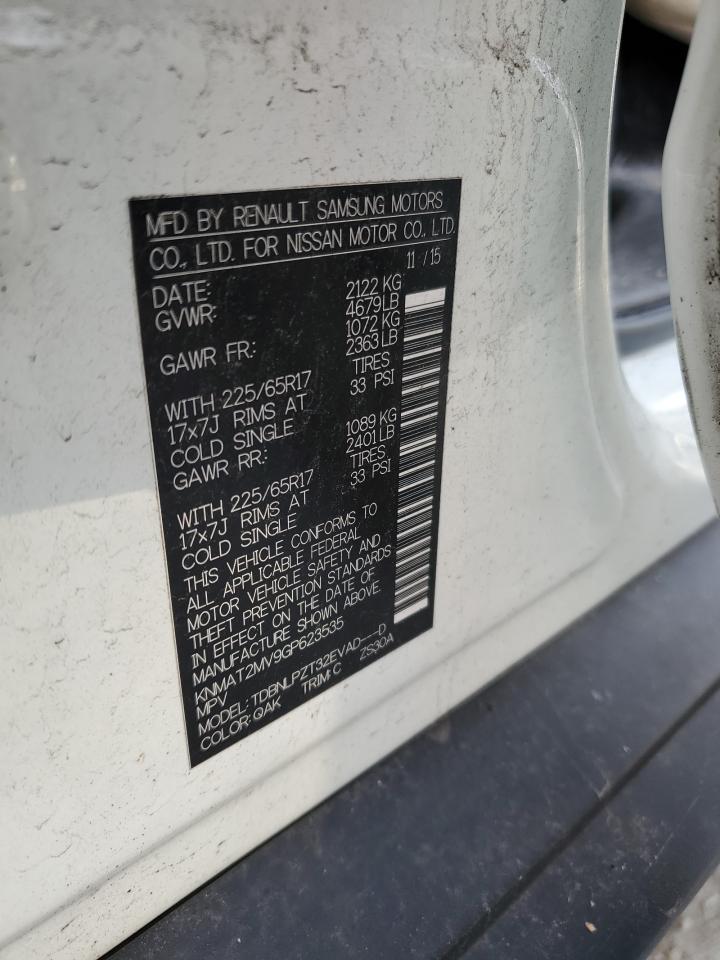 MFD BY RENAULT SAMSUNG MOTORS
CO., LTD. FOR NISSAN MOTOR CO., LTD.
DATE: 11 / 15
GVWR: 2122 KG
4679LB
GAWR FR: 1072 KG
2363LB
WITH 225/65R17 TIRES
17x7J RIMS AT 33 PSI
COLD SINGLE
GAWR RR: 1089 KG
2401LB
WITH 225/65R17 TIRES
17x7J RIMS AT 33 PSI
COLD SINGLE
THIS VEHICLE CONFORMS TO
ALL APPLICABLE FEDERAL
MOTOR VEHICLE SAFETY AND
THEFT PREVENTION STANDARDS
IN EFFECT ON THE DATE OF
MANUFACTURE SHOWN ABOVE.
KNMAT2MV9GP623535
MPV
MODEL: TDBNLPZT32EVAD---D
COLOR: QAK TRIM: C ZS30A